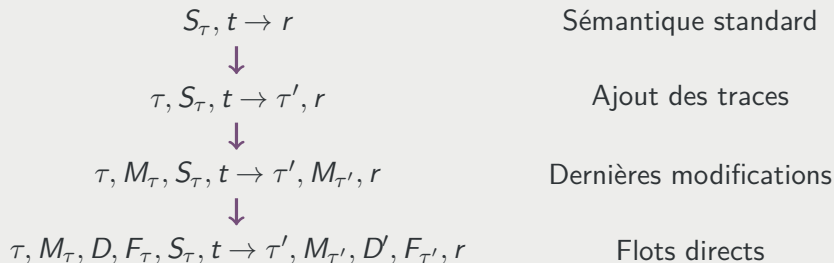 S_τ, t → r Sémantique standard
↓
τ, S_τ, t → τ′, r Ajout des traces
↓
τ, M_τ, S_τ, t → τ′, M_τ′, r Dernières modifications
↓
τ, M_τ, D, F_τ, S_τ, t → τ′, M_τ′, D′, F_τ′, r Flots directs